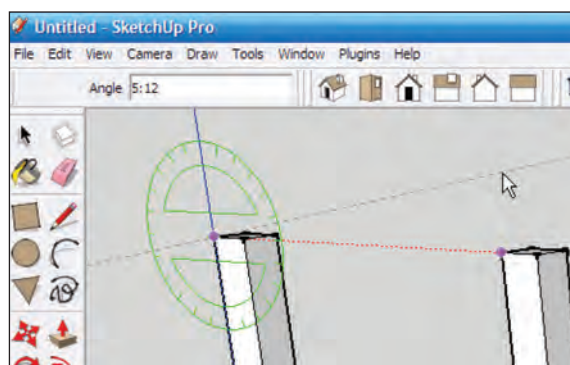 Untitled - SketchUp Pro
File Edit View Camera Draw Tools Window Plugins Help
Angle 5:12